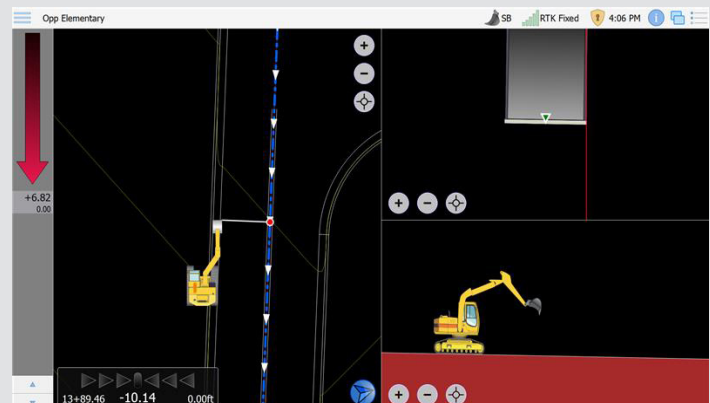 Opp Elementary
SB
RTK Fixed
4:06 PM
+6.82
0.00
13+89.46 -10.14 0.00ft